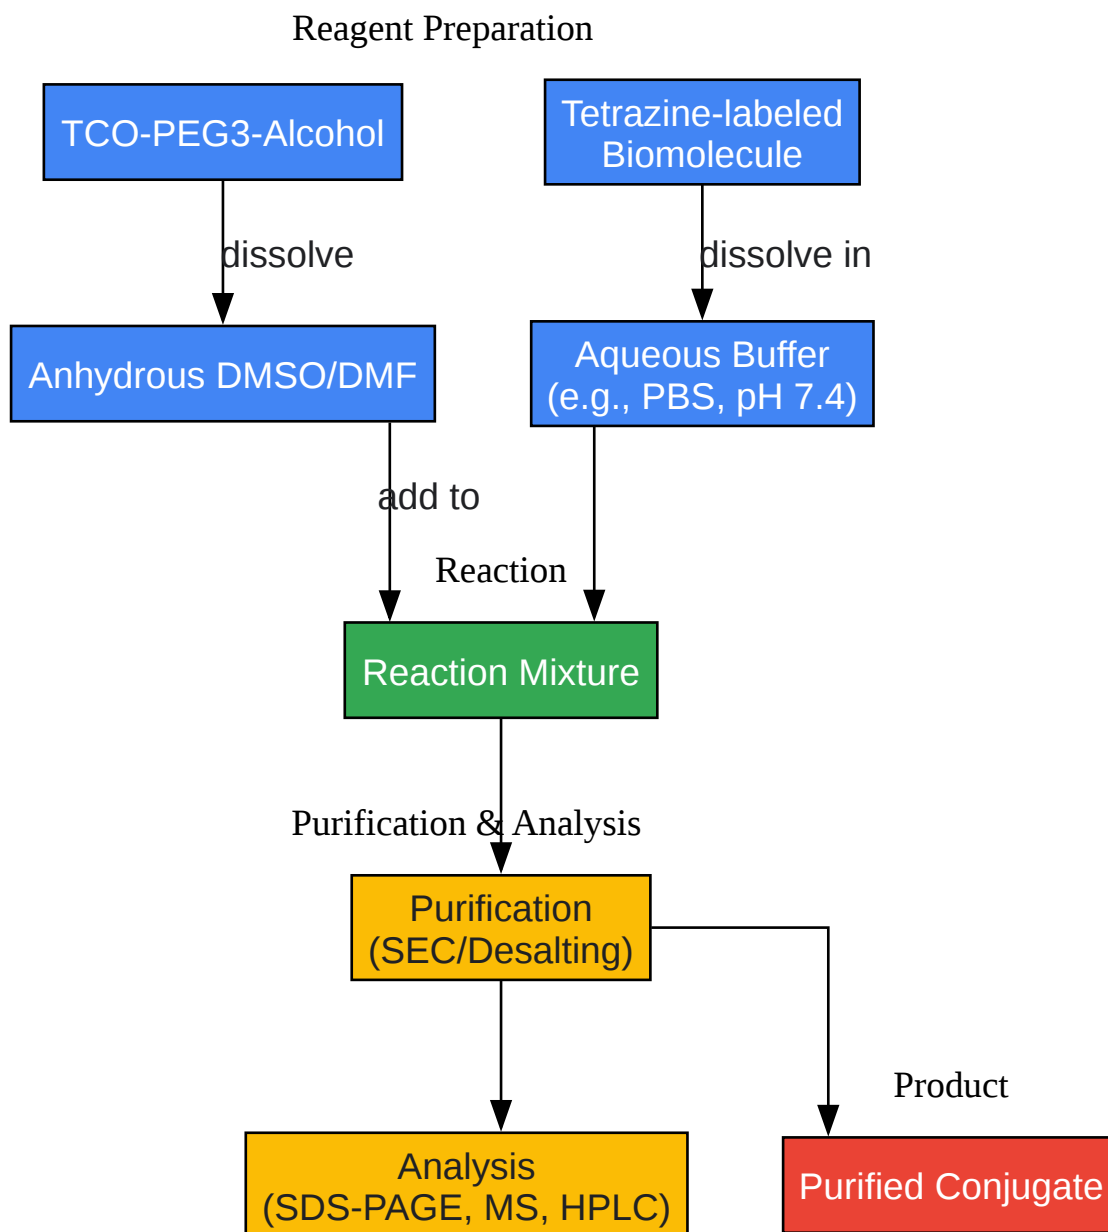 Reagent Preparation
TCO-PEG3-Alcohol
Tetrazine-labeled
Biomolecule
dissolve
dissolve in
Anhydrous DMSO/DMF
Aqueous Buffer
(e.g., PBS, pH 7.4)
add to
Reaction
Reaction Mixture
Purification & Analysis
Purification
(SEC/Desalting)
Product
Analysis
(SDS-PAGE, MS, HPLC)
Purified Conjugate